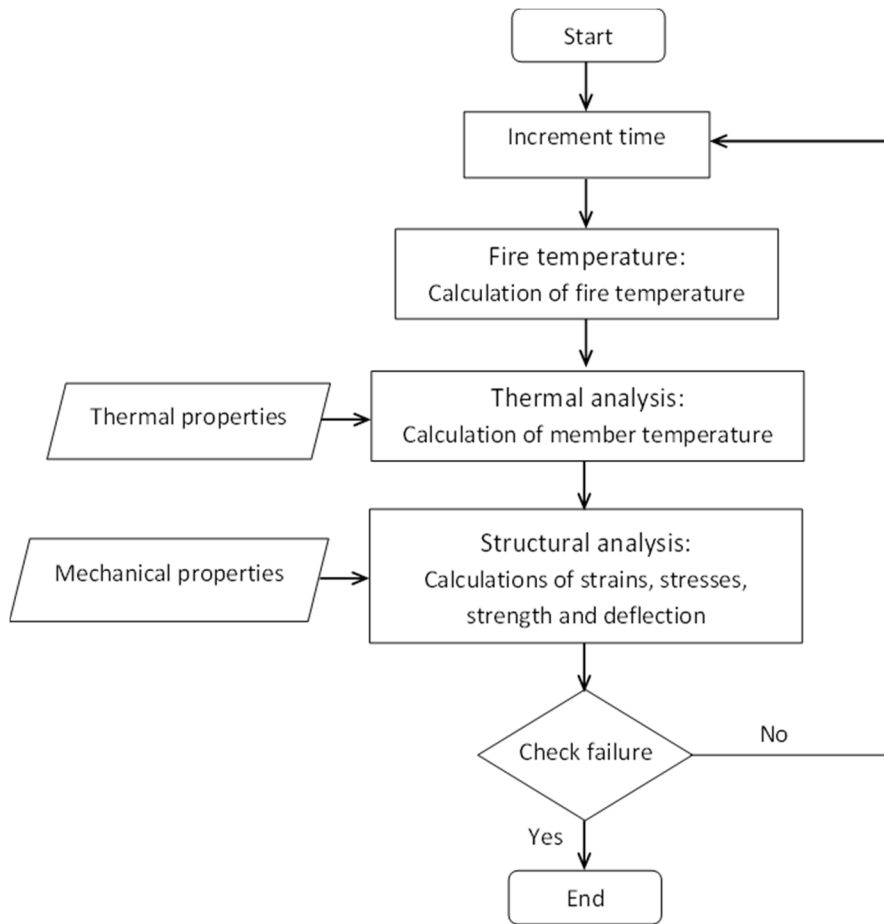 Start
Increment time
Fire temperature:
Calculation of fire temperature
Thermal properties
Thermal analysis:
Calculation of member temperature
Mechanical properties
Structural analysis:
Calculations of strains, stresses,
strength and deflection
Check failure
No
Yes
End